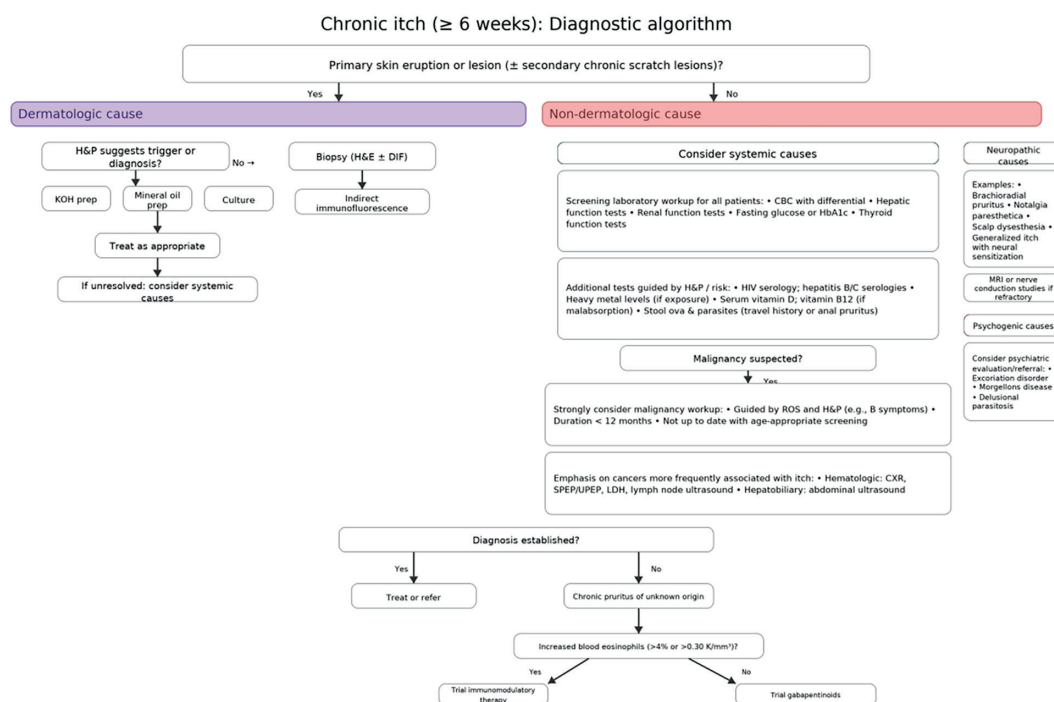 Chronic itch (≥ 6 weeks): Diagnostic algorithm
Primary skin eruption or lesion (± secondary chronic scratch lesions)?
Yes
No
Dermatologic cause
H&P suggests trigger or
diagnosis?
No →
Biopsy (H&E ± DIF)
KOH prep
Mineral oil
prep
Culture
Indirect
immunofluorescence
Treat as appropriate
If unresolved: consider systemic
causes
Non-dermatologic cause
Consider systemic causes
Screening laboratory workup for all patients: • CBC with differential • Hepatic
function tests • Renal function tests • Fasting glucose or HbA1c • Thyroid
function tests
Additional tests guided by H&P / risk: • HIV serology; hepatitis B/C serologies •
Heavy metal levels (if exposure) • Serum vitamin D; vitamin B12 (if
malabsorption) • Stool ova & parasites (travel history or anal pruritus)
Malignancy suspected?
Yes
Strongly consider malignancy workup: • Guided by ROS and H&P (e.g., B symptoms) •
Duration < 12 months • Not up to date with age-appropriate screening
Emphasis on cancers more frequently associated with itch: • Hematologic: CXR,
SPEP/UPEP, LDH, lymph node ultrasound • Hepatobiliary: abdominal ultrasound
Neuropathic
causes
Examples: •
Brachioradial
pruritus • Notalgia
paresthetica •
Scalp dysesthesia •
Generalized itch
with neural
sensitization
MRI or nerve
conduction studies if
refractory
Psychogenic causes
Consider psychiatric
evaluation/referral: •
Excoriation disorder
• Morgellons disease
• Delusional
parasitosis
Diagnosis established?
Yes
No
Treat or refer
Chronic pruritus of unknown origin
Increased blood eosinophils (>4% or >0.30 K/mm³)?
Yes
No
Trial immunomodulatory
therapy
Trial gabapentinoids